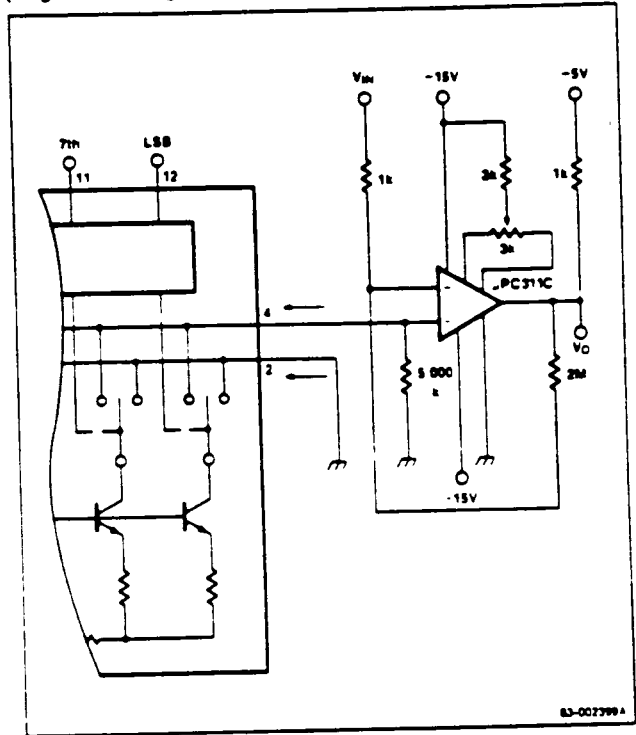 VIN
-15V
-5V
7th
LSB
11
12
1k
3k
1k
3k
µPC311C
4
2
5 000
k
VO
2M
-15V
83-002399A